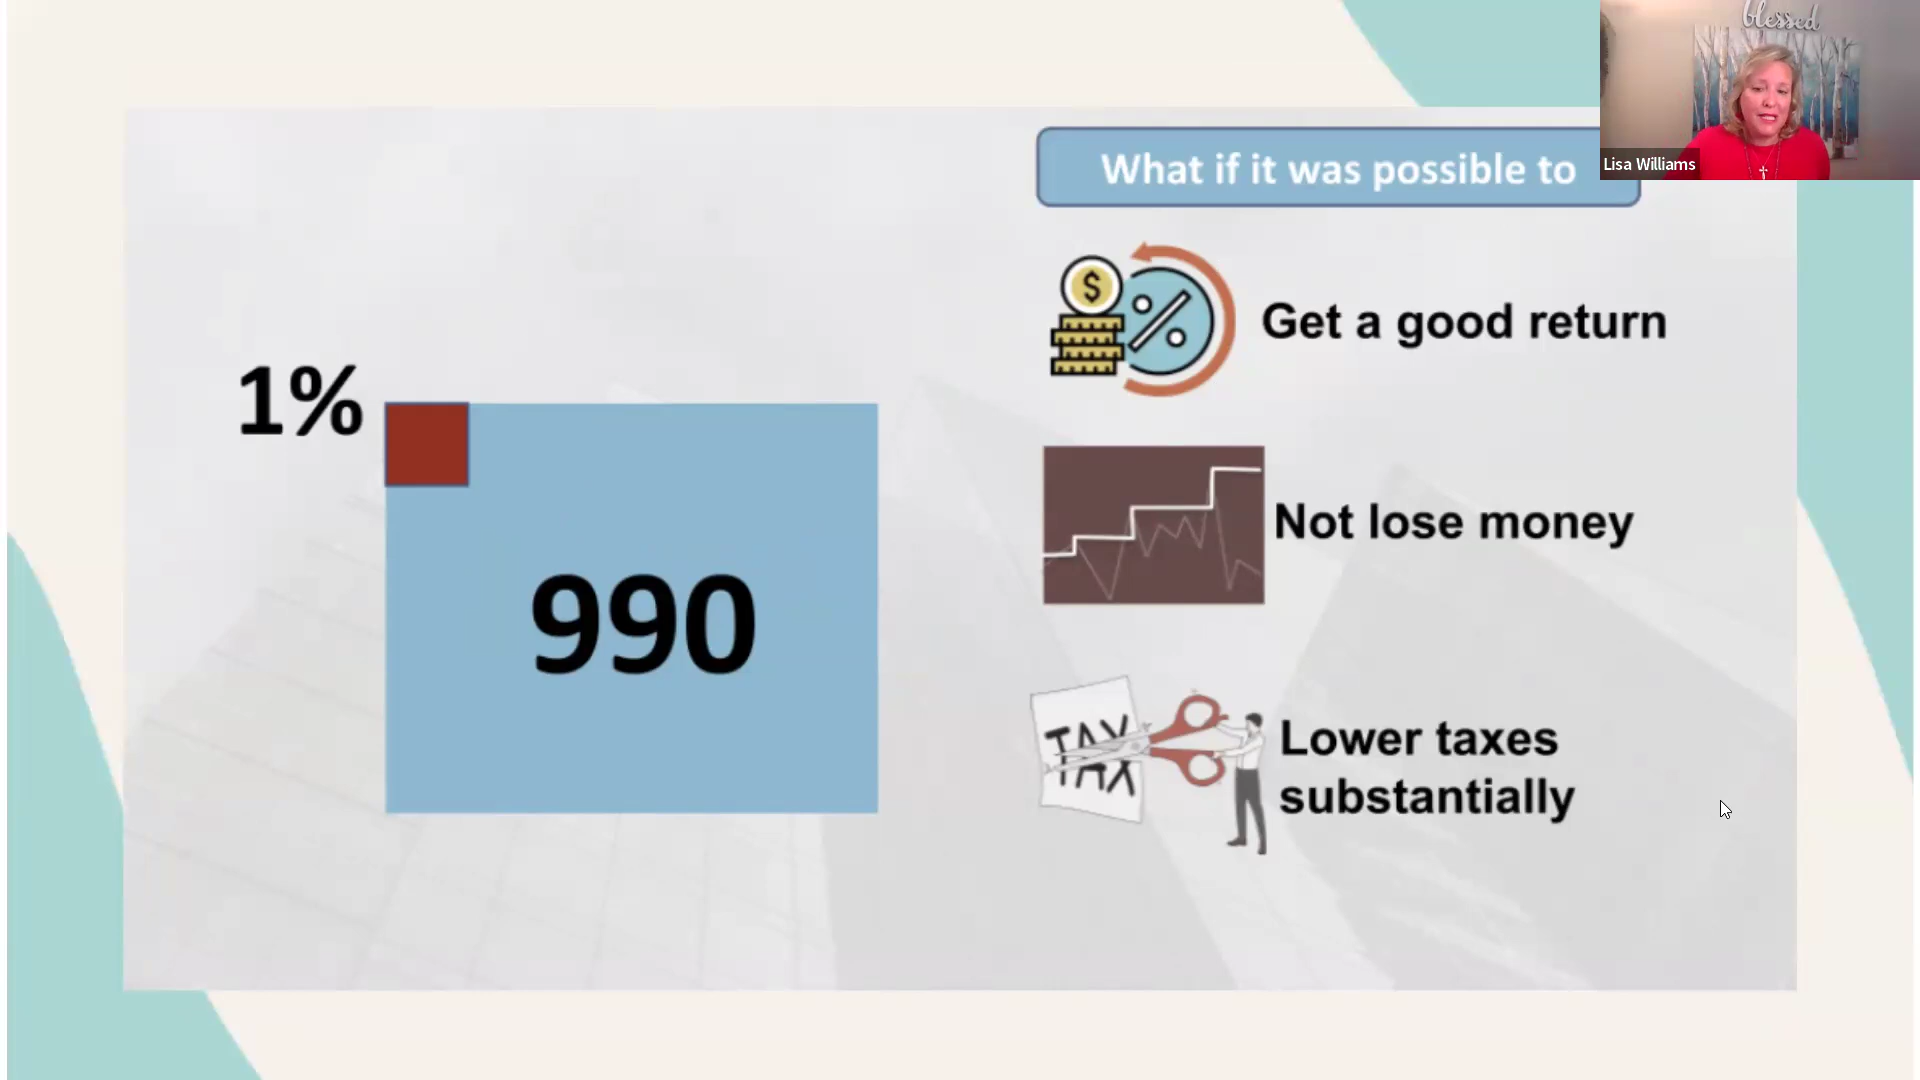 blessed
Lisa Williams
What if it was possible to
$
%
Get a good return
1%
990
Not lose money
TAX
Lower taxes
substantially